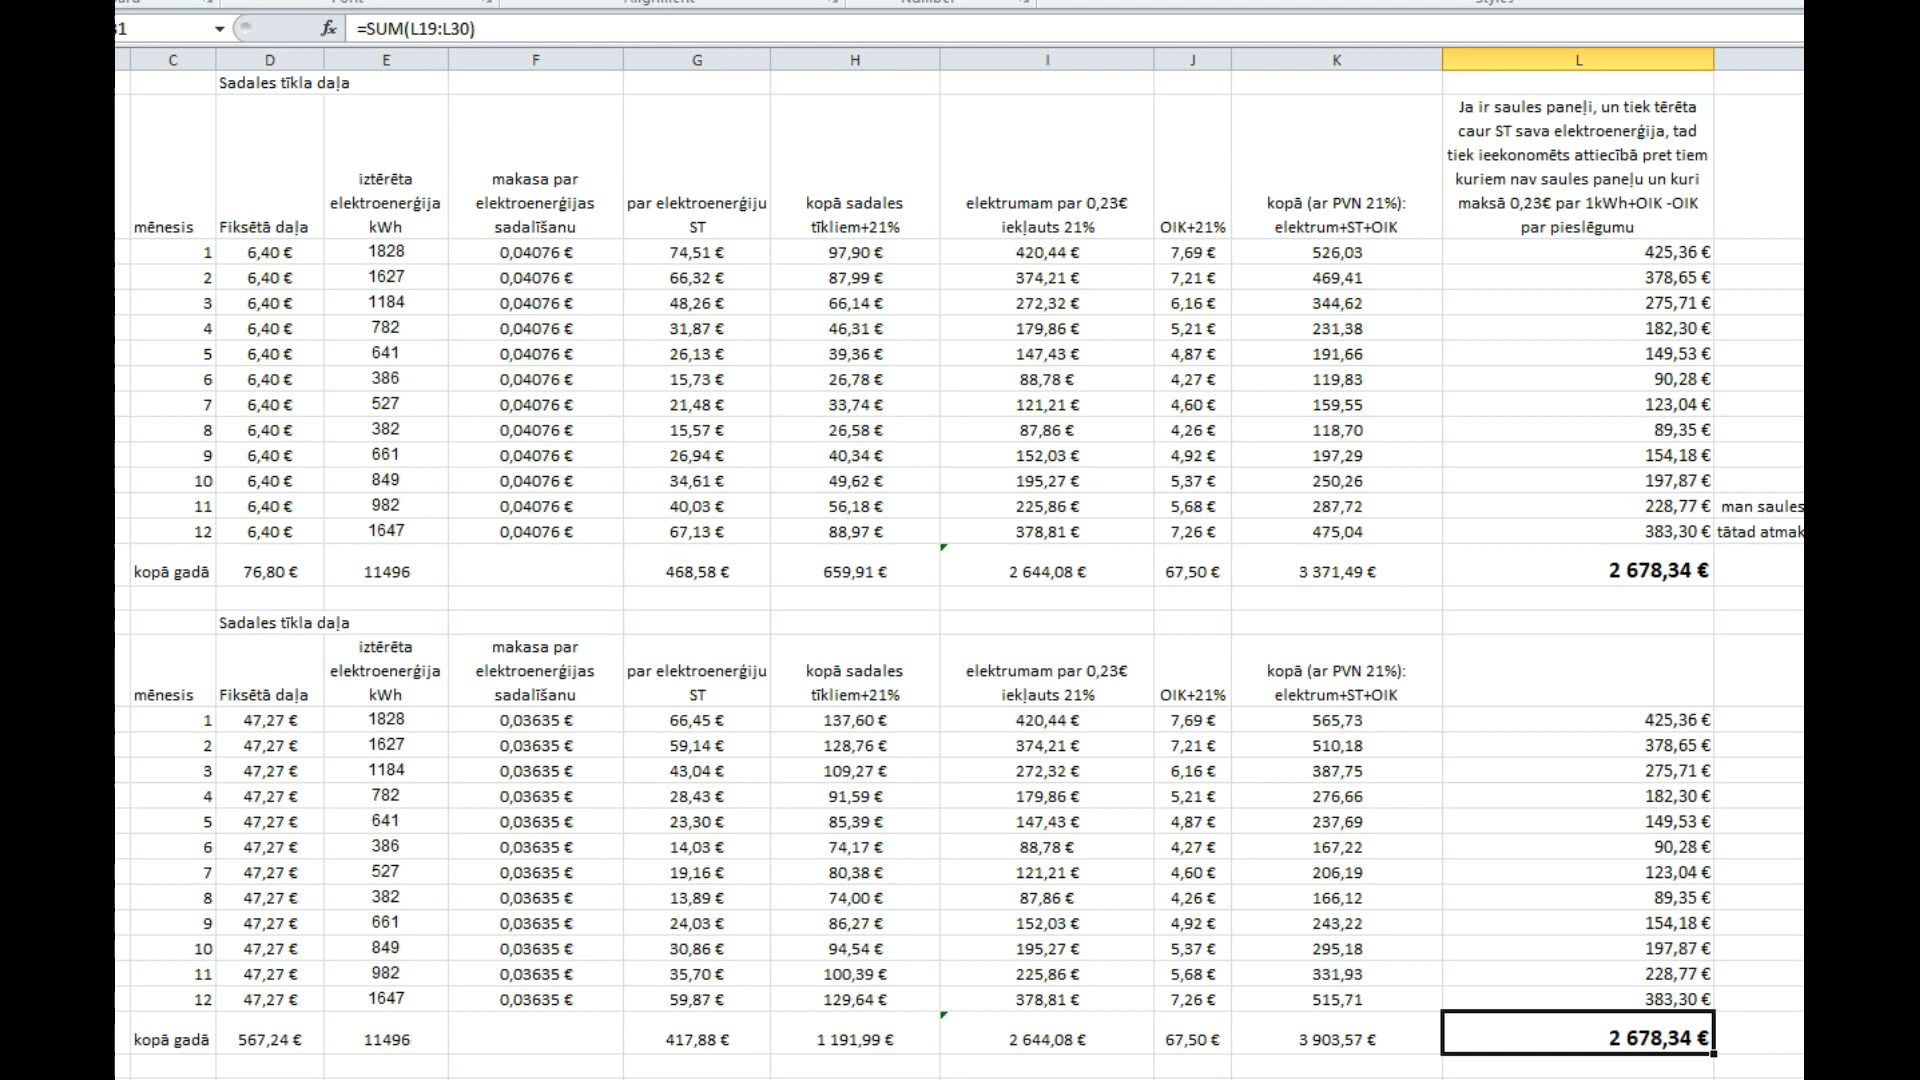 31 fx =SUM(L19:L30)
C D E F G H I J K L
Sadales tīkla daļa
Ja ir saules paneļi, un tiek tērēta
caur ST sava elektroenerģija, tad
tiek ieekonomēts attiecībā pret tiem
kuriem nav saules paneļu un kuri
maksā 0,23€ par 1kWh+OIK -OIK
par pieslēgumu
iztērēta
elektroenerģija
kWh
makasa par
elektroenerģijas
sadalīšanu
par elektroenerģiju
ST
kopā sadales
tīkliem+21%
elektrumam par 0,23€
iekļauts 21%
kopā (ar PVN 21%):
elektrum+ST+OIK
mēnesis Fiksētā daļa OIK+21%
1 6,40 € 1828 0,04076 € 74,51 € 97,90 € 420,44 € 7,69 € 526,03 425,36 €
2 6,40 € 1627 0,04076 € 66,32 € 87,99 € 374,21 € 7,21 € 469,41 378,65 €
3 6,40 € 1184 0,04076 € 48,26 € 66,14 € 272,32 € 6,16 € 344,62 275,71 €
4 6,40 € 782 0,04076 € 31,87 € 46,31 € 179,86 € 5,21 € 231,38 182,30 €
5 6,40 € 641 0,04076 € 26,13 € 39,36 € 147,43 € 4,87 € 191,66 149,53 €
6 6,40 € 386 0,04076 € 15,73 € 26,78 € 88,78 € 4,27 € 119,83 90,28 €
7 6,40 € 527 0,04076 € 21,48 € 33,74 € 121,21 € 4,60 € 159,55 123,04 €
8 6,40 € 382 0,04076 € 15,57 € 26,58 € 87,86 € 4,26 € 118,70 89,35 €
9 6,40 € 661 0,04076 € 26,94 € 40,34 € 152,03 € 4,92 € 197,29 154,18 €
10 6,40 € 849 0,04076 € 34,61 € 49,62 € 195,27 € 5,37 € 250,26 197,87 €
11 6,40 € 982 0,04076 € 40,03 € 56,18 € 225,86 € 5,68 € 287,72 228,77 € man saules
12 6,40 € 1647 0,04076 € 67,13 € 88,97 € 378,81 € 7,26 € 475,04 383,30 € tātad atmak
kopā gadā 76,80 € 11496 468,58 € 659,91 € 2 644,08 € 67,50 € 3 371,49 € 2 678,34 €
Sadales tīkla daļa
iztērēta
elektroenerģija
kWh
makasa par
elektroenerģijas
sadalīšanu
par elektroenerģiju
ST
kopā sadales
tīkliem+21%
elektrumam par 0,23€
iekļauts 21%
kopā (ar PVN 21%):
elektrum+ST+OIK
mēnesis Fiksētā daļa OIK+21%
1 47,27 € 1828 0,03635 € 66,45 € 137,60 € 420,44 € 7,69 € 565,73 425,36 €
2 47,27 € 1627 0,03635 € 59,14 € 128,76 € 374,21 € 7,21 € 510,18 378,65 €
3 47,27 € 1184 0,03635 € 43,04 € 109,27 € 272,32 € 6,16 € 387,75 275,71 €
4 47,27 € 782 0,03635 € 28,43 € 91,59 € 179,86 € 5,21 € 276,66 182,30 €
5 47,27 € 641 0,03635 € 23,30 € 85,39 € 147,43 € 4,87 € 237,69 149,53 €
6 47,27 € 386 0,03635 € 14,03 € 74,17 € 88,78 € 4,27 € 167,22 90,28 €
7 47,27 € 527 0,03635 € 19,16 € 80,38 € 121,21 € 4,60 € 206,19 123,04 €
8 47,27 € 382 0,03635 € 13,89 € 74,00 € 87,86 € 4,26 € 166,12 89,35 €
9 47,27 € 661 0,03635 € 24,03 € 86,27 € 152,03 € 4,92 € 243,22 154,18 €
10 47,27 € 849 0,03635 € 30,86 € 94,54 € 195,27 € 5,37 € 295,18 197,87 €
11 47,27 € 982 0,03635 € 35,70 € 100,39 € 225,86 € 5,68 € 331,93 228,77 €
12 47,27 € 1647 0,03635 € 59,87 € 129,64 € 378,81 € 7,26 € 515,71 383,30 €
kopā gadā 567,24 € 11496 417,88 € 1 191,99 € 2 644,08 € 67,50 € 3 903,57 € 2 678,34 €